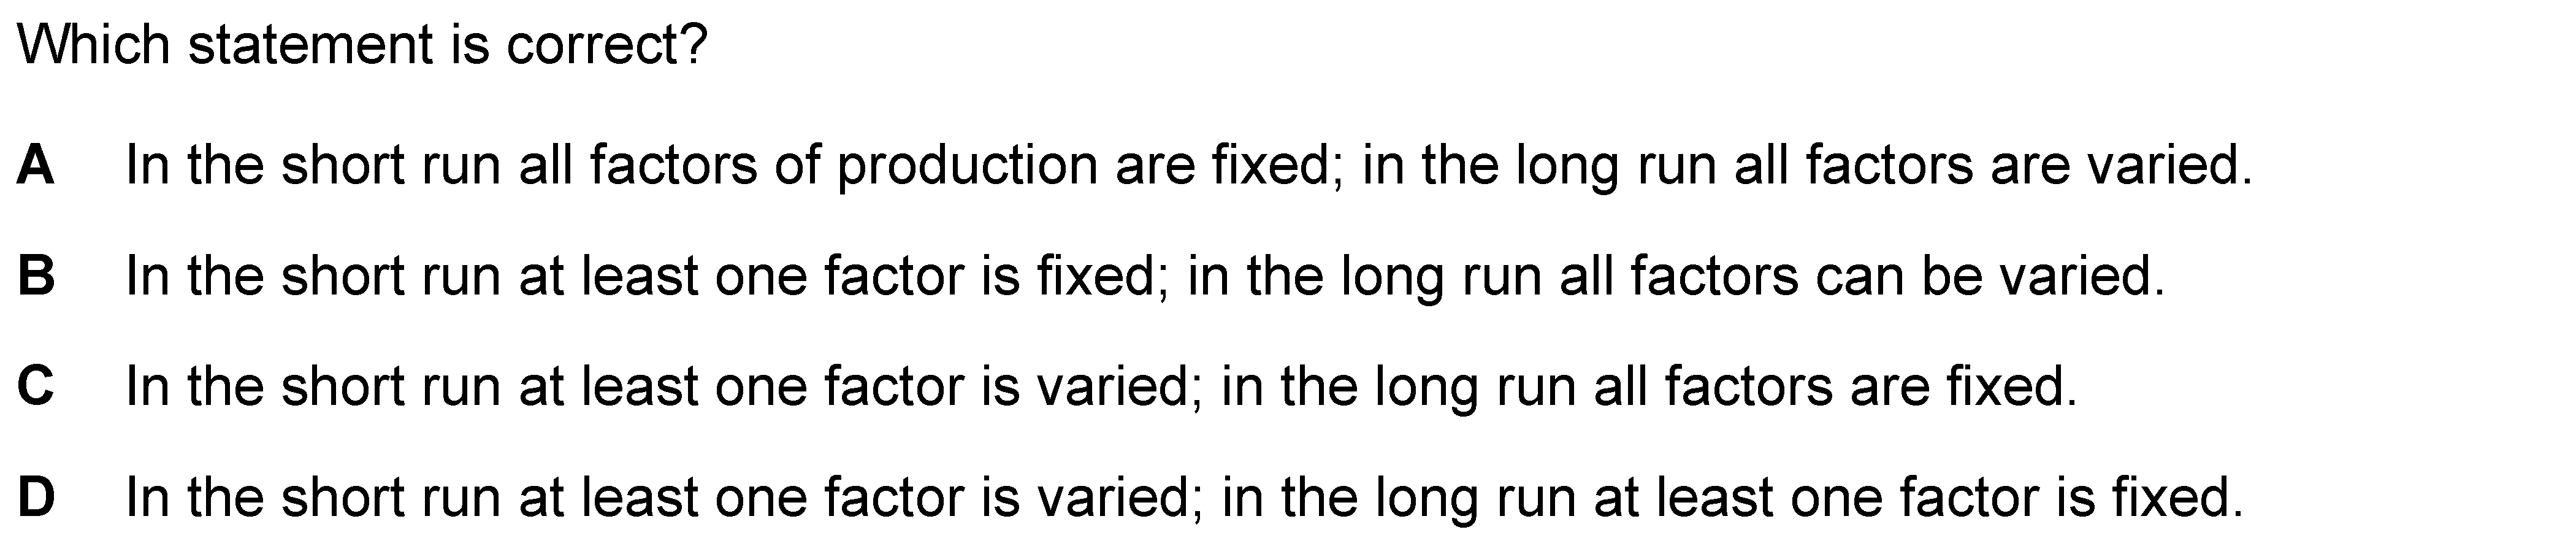 Which statement is correct?
A In the short run all factors of production are fixed; in the long run all factors are varied.
B In the short run at least one factor is fixed; in the long run all factors can be varied.
C In the short run at least one factor is varied; in the long run all factors are fixed.
D In the short run at least one factor is varied; in the long run at least one factor is fixed.